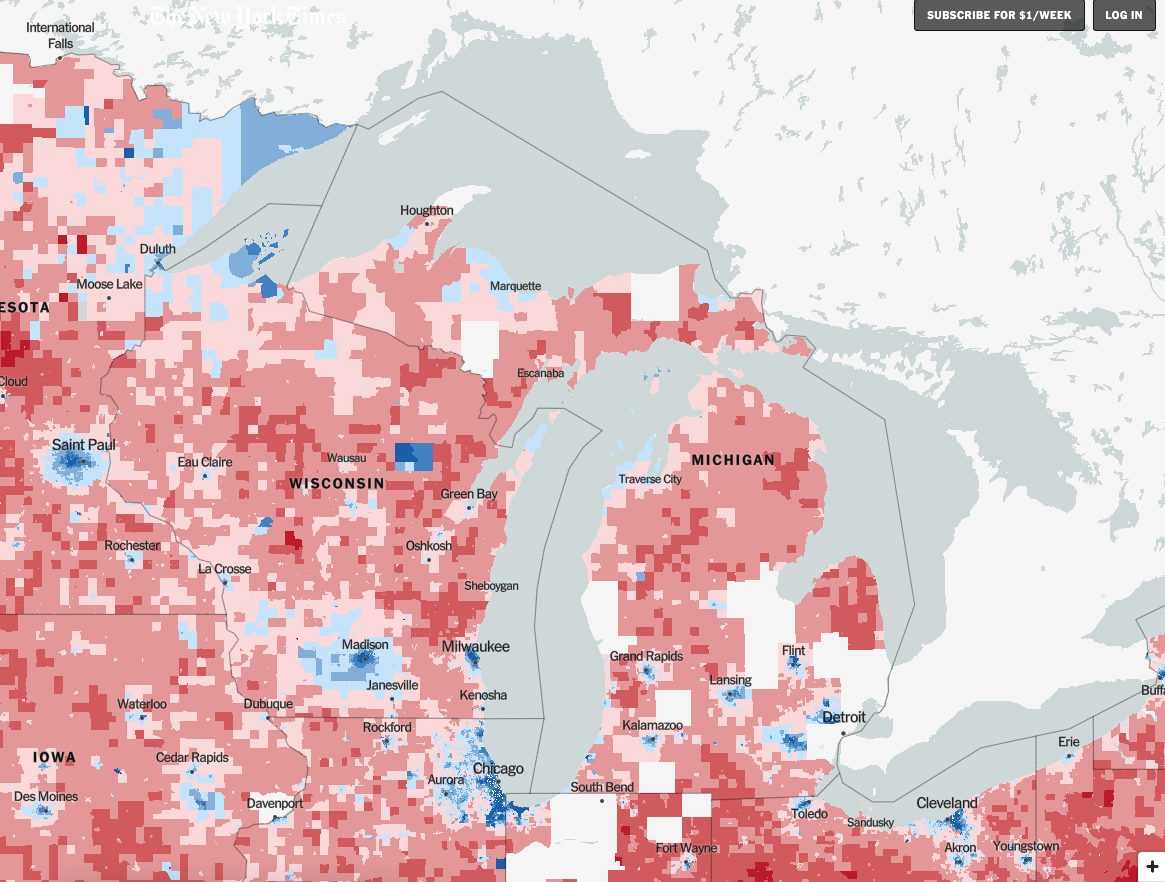 The New York Times
SUBSCRIBE FOR $1/WEEK
LOG IN
International
Falls
Houghton
Duluth
Moose Lake
Marquette
ESOTA
Escanaba
Cloud
Saint Paul
Eau Claire
Wausau
MICHIGAN
WISCONSIN
Traverse City
Green Bay
Rochester
Oshkosh
La Crosse
Sheboygan
Madison
Milwaukee
Grand Rapids
Flint
Lansing
Janesville
Kenosha
Buffa
Waterloo
Dubuque
Detroit
Rockford
Kalamazoo
Erie
IOWA
Cedar Rapids
Chicago
Aurora
South Bend
Des Moines
Davenport
Cleveland
Toledo
Sandusky
Fort Wayne
Akron
Youngstown
+